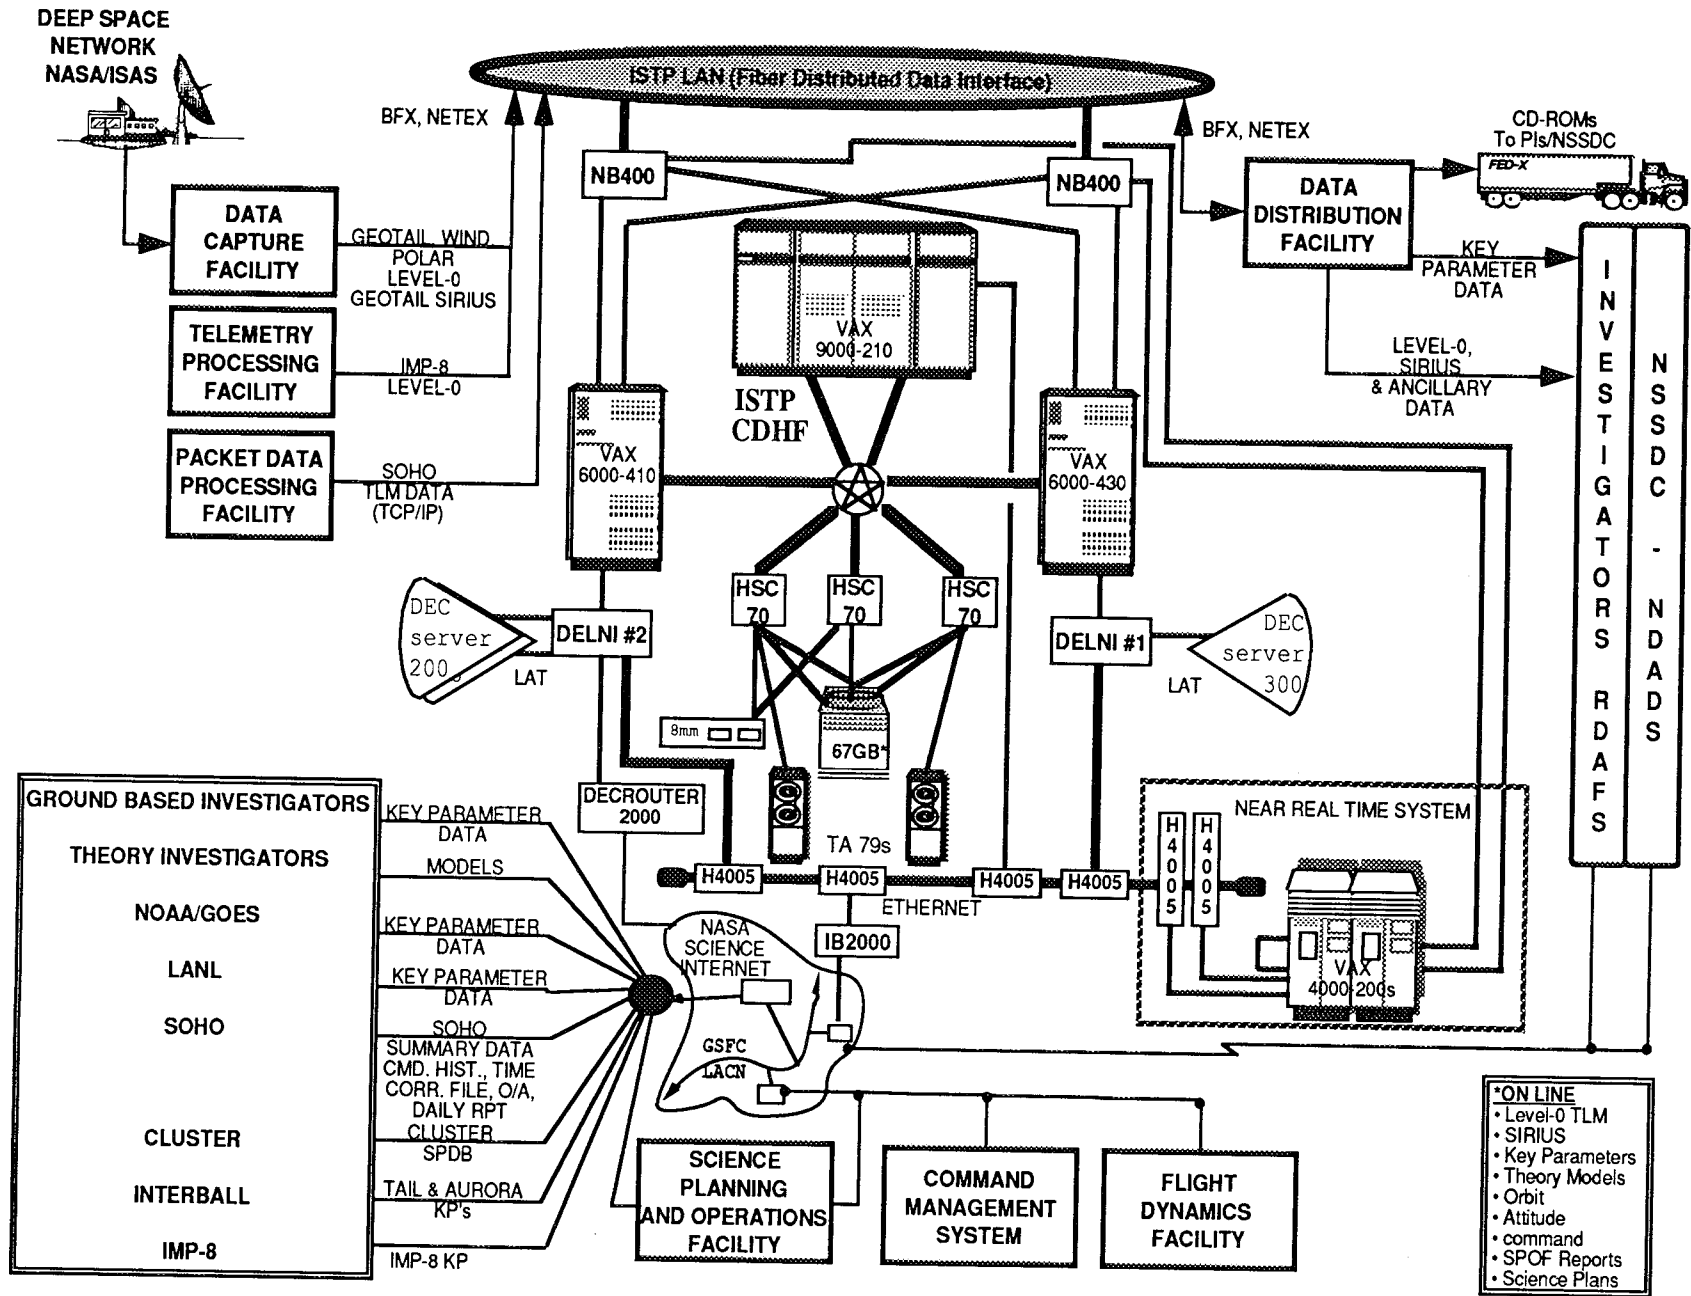 DEEP SPACE
NETWORK
NASA/ISAS
ISTP LAN (Fiber Distributed Data Interface)
BFX, NETEX
BFX, NETEX
CD-ROMs
To PIs/NSSDC
FED-X
NB400
NB400
DATA
CAPTURE
FACILITY
GEOTAIL, WIND
POLAR
LEVEL-0
GEOTAIL SIRIUS
TELEMETRY
PROCESSING
FACILITY
IMP-8
LEVEL-0
PACKET DATA
PROCESSING
FACILITY
SOHO
TLM DATA
(TCP/IP)
DATA
DISTRIBUTION
FACILITY
KEY
PARAMETER
DATA
LEVEL-0,
SIRIUS
& ANCILLARY
DATA
INVESTIGATORS RDAFS
NSSDC - NDADS
VAX
9000-210
ISTP
CDHF
VAX
6000-410
VAX
6000-430
HSC
70
HSC
70
HSC
70
DEC
server
200
LAT
DELNI #2
DELNI #1
LAT
DEC
server
300
8mm
67GB*
TA 79s
DECROUTER
2000
H4005
H4005
H4005
H4005
ETHERNET
IB2000
NEAR REAL TIME SYSTEM
H4005
H4005
VAX
4000-200s
NASA
SCIENCE
INTERNET
GSFC
LACN
GROUND BASED INVESTIGATORS
THEORY INVESTIGATORS
NOAA/GOES
LANL
SOHO
CLUSTER
INTERBALL
IMP-8
KEY PARAMETER
DATA
MODELS
KEY PARAMETER
DATA
KEY PARAMETER
DATA
SOHO
SUMMARY DATA
CMD. HIST., TIME
CORR. FILE, O/A,
DAILY RPT
CLUSTER
SPDB
TAIL & AURORA
KP's
IMP-8 KP
SCIENCE
PLANNING
AND OPERATIONS
FACILITY
COMMAND
MANAGEMENT
SYSTEM
FLIGHT
DYNAMICS
FACILITY
*ON LINE
• Level-0 TLM
• SIRIUS
• Key Parameters
• Theory Models
• Orbit
• Attitude
• command
• SPOF Reports
• Science Plans